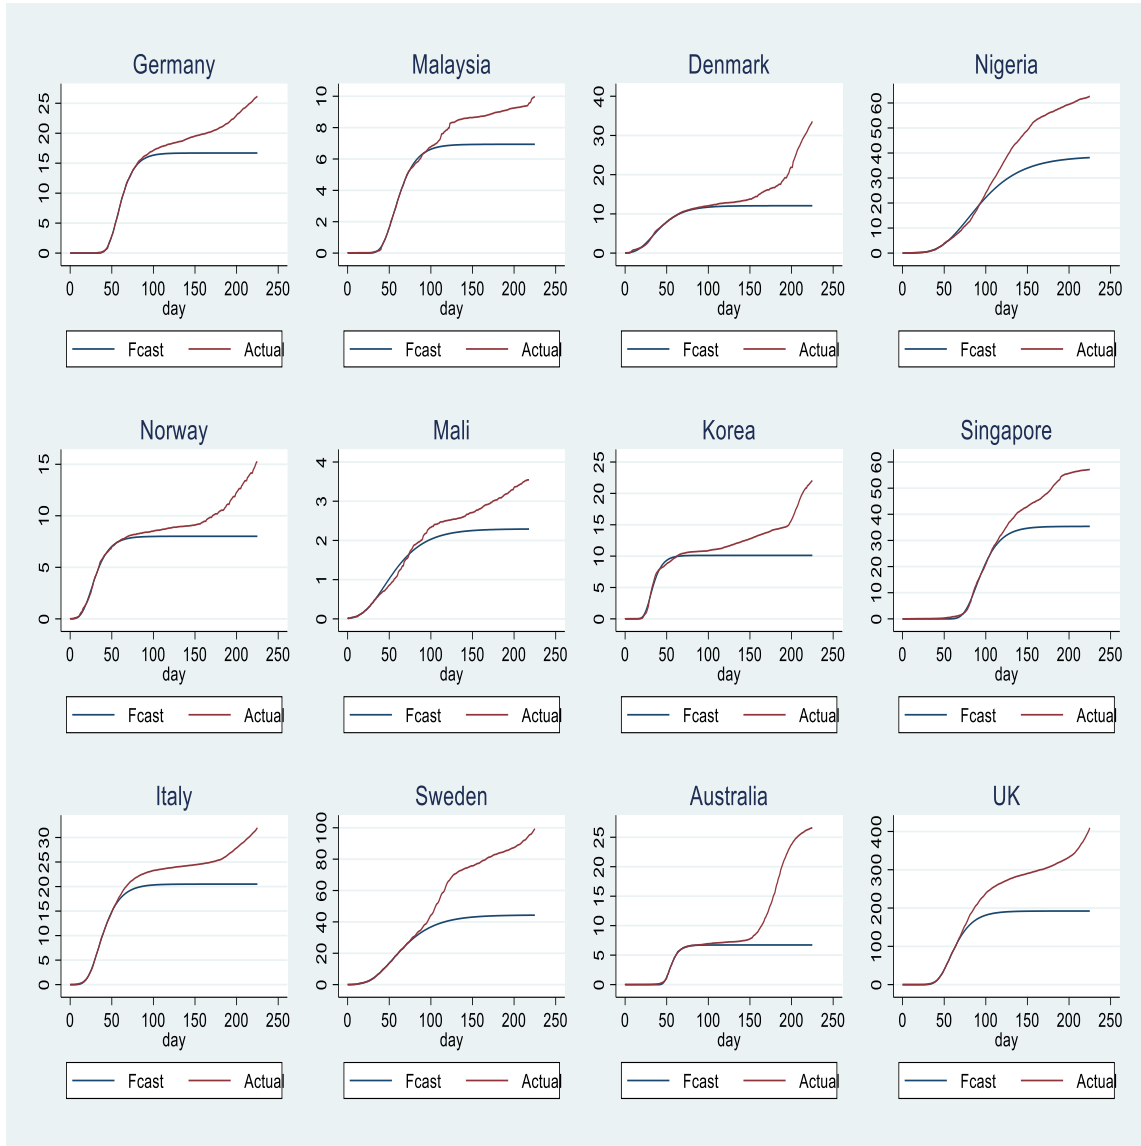 Germany Malaysia Denmark Nigeria
0 5 10 15 20 25
0 2 4 6 8 10
0 10 20 30 40
0 10 20 30 40 50 60
0 50 100 150 200 250 0 50 100 150 200 250 0 50 100 150 200 250 0 50 100 150 200 250
day day day day
Fcast Actual Fcast Actual Fcast Actual Fcast Actual
Norway Mali Korea Singapore
0 5 10 15
0 1 2 3 4
0 5 10 15 20 25
0 10 20 30 40 50 60
0 50 100 150 200 250 0 50 100 150 200 250 0 50 100 150 200 250 0 50 100 150 200 250
day day day day
Fcast Actual Fcast Actual Fcast Actual Fcast Actual
Italy Sweden Australia UK
0 5 10 15 20 25 30
0 20 40 60 80 100
0 5 10 15 20 25
0 100 200 300 400
0 50 100 150 200 250 0 50 100 150 200 250 0 50 100 150 200 250 0 50 100 150 200 250
day day day day
Fcast Actual Fcast Actual Fcast Actual Fcast Actual